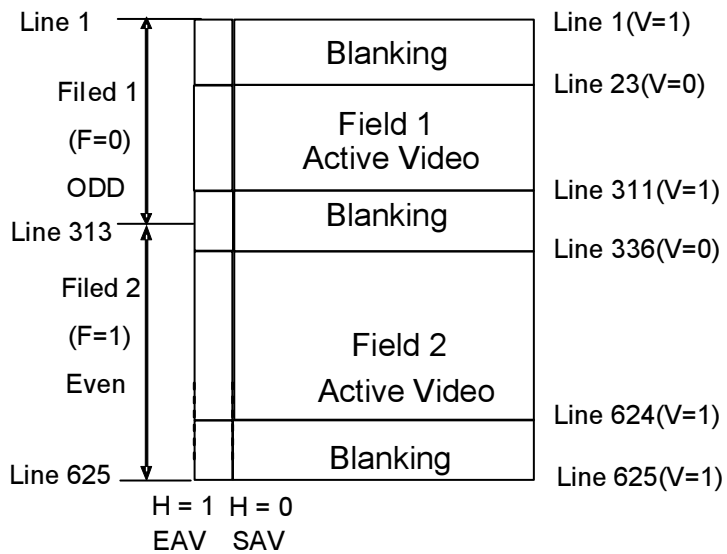 Line 1
Filed 1
(F=0)
ODD
Line 313
Filed 2
(F=1)
Even
Line 625
Blanking
Field 1
Active Video
Blanking
Field 2
Active Video
Blanking
Line 1(V=1)
Line 23(V=0)
Line 311(V=1)
Line 336(V=0)
Line 624(V=1)
Line 625(V=1)
H = 1 H = 0
EAV SAV